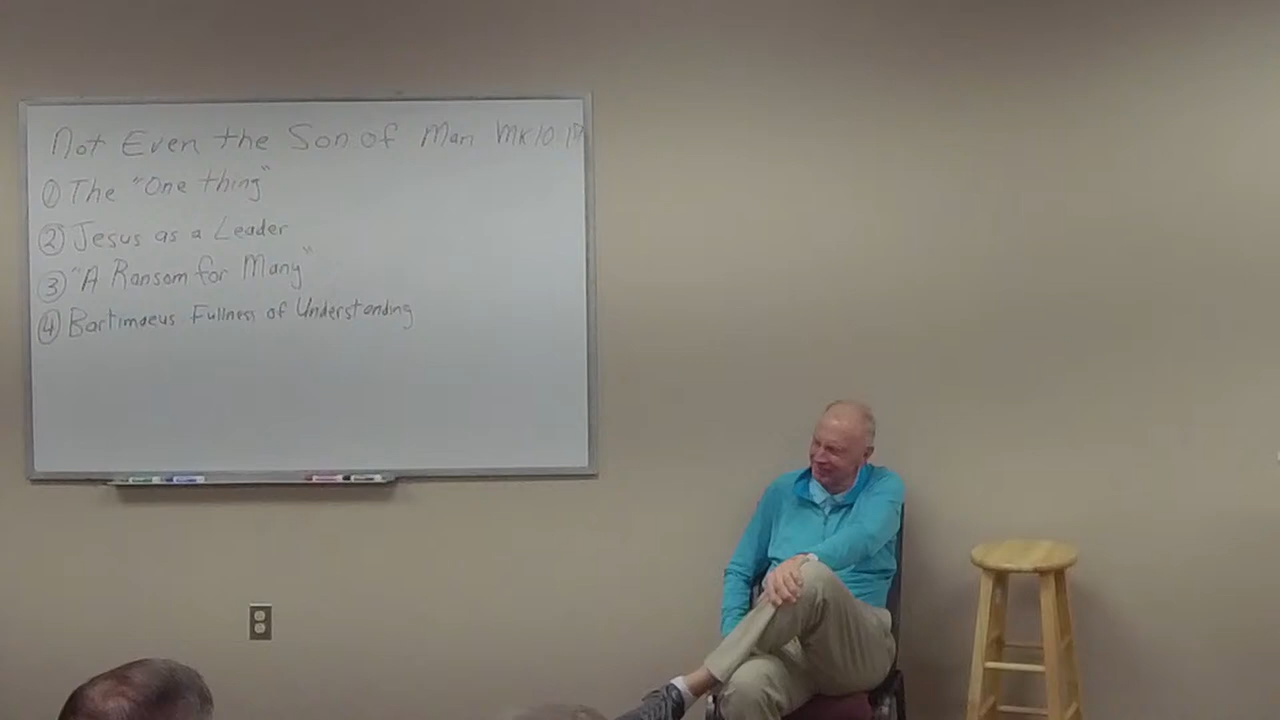 Not Even the Son of Man Mk 10
① The "One thing"
② Jesus as a Leader
③ "A Ransom for Many"
④ Bartimaeus Fullness of Understanding